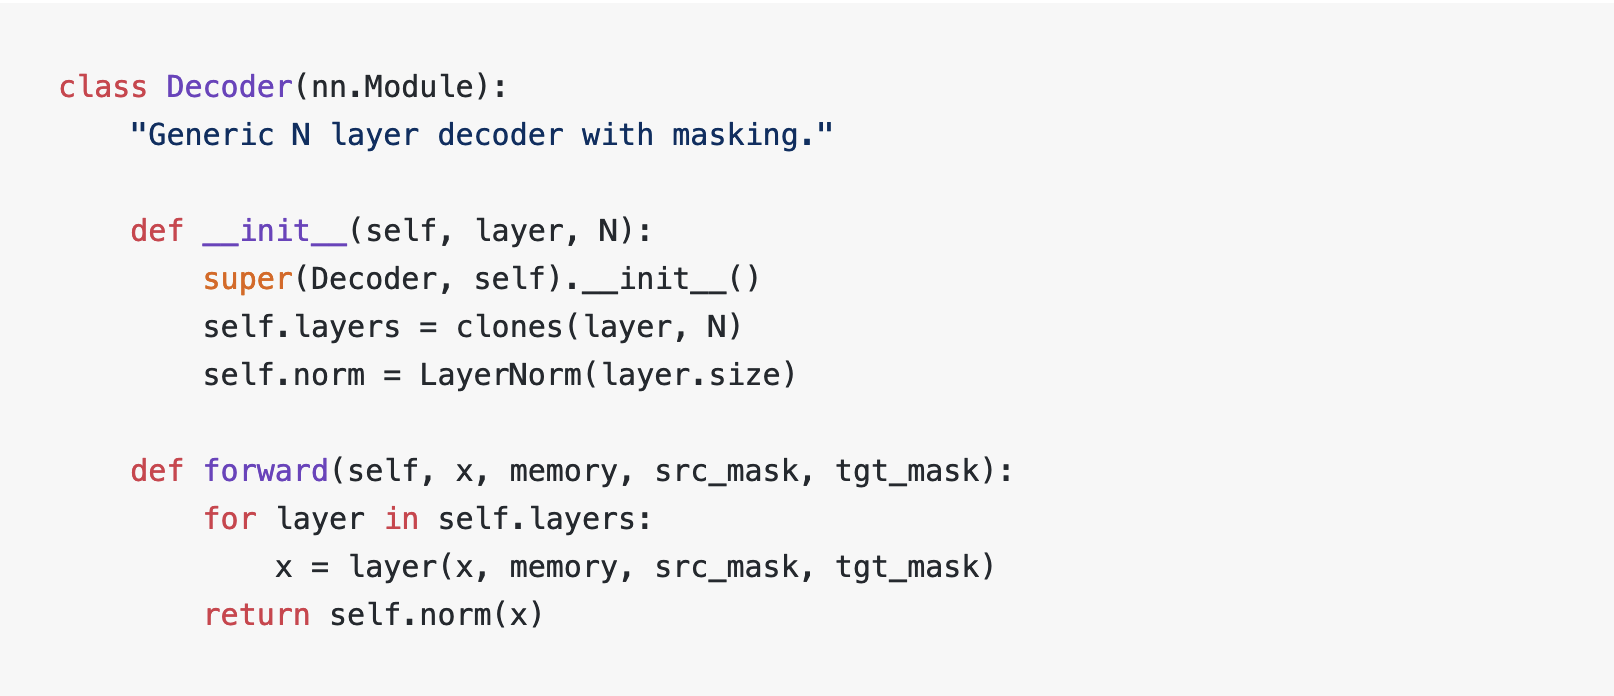 class Decoder(nn.Module):
    "Generic N layer decoder with masking."
    def __init__(self, layer, N):
        super(Decoder, self).__init__()
        self.layers = clones(layer, N)
        self.norm = LayerNorm(layer.size)
    def forward(self, x, memory, src_mask, tgt_mask):
        for layer in self.layers:
            x = layer(x, memory, src_mask, tgt_mask)
        return self.norm(x)